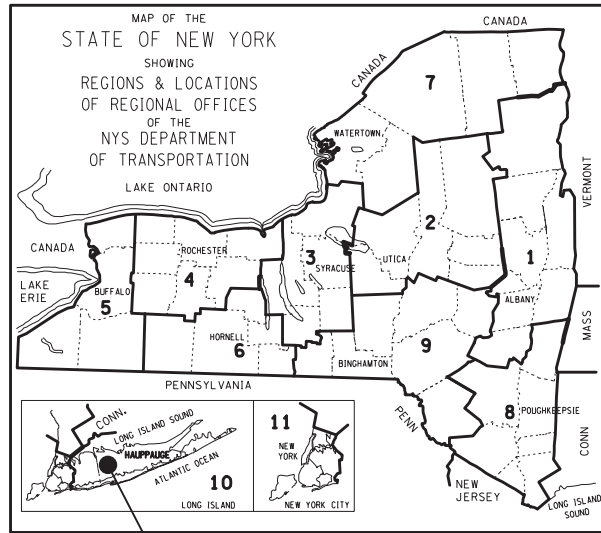 MAP OF THE
STATE OF NEW YORK
SHOWING
REGIONS & LOCATIONS
OF REGIONAL OFFICES
OF THE
NYS DEPARTMENT
OF TRANSPORTATION
LAKE ONTARIO
CANADA
CANADA
7
WATERTOWN
VERMONT
2
1
CANADA
ROCHESTER
3
SYRACUSE
UTICA
LAKE
ERIE
BUFFALO
5
4
ALBANY
MASS
HORNELL
6
BINGHAMTON
9
PENNSYLVANIA
PENN
8
POUGHKEEPSIE
CONN
NEW
JERSEY
LONG ISLAND
SOUND
CONN.
LONG ISLAND SOUND
HAUPPAUGE
ATLANTIC OCEAN
10
LONG ISLAND
11
NEW
YORK
NEW YORK CITY